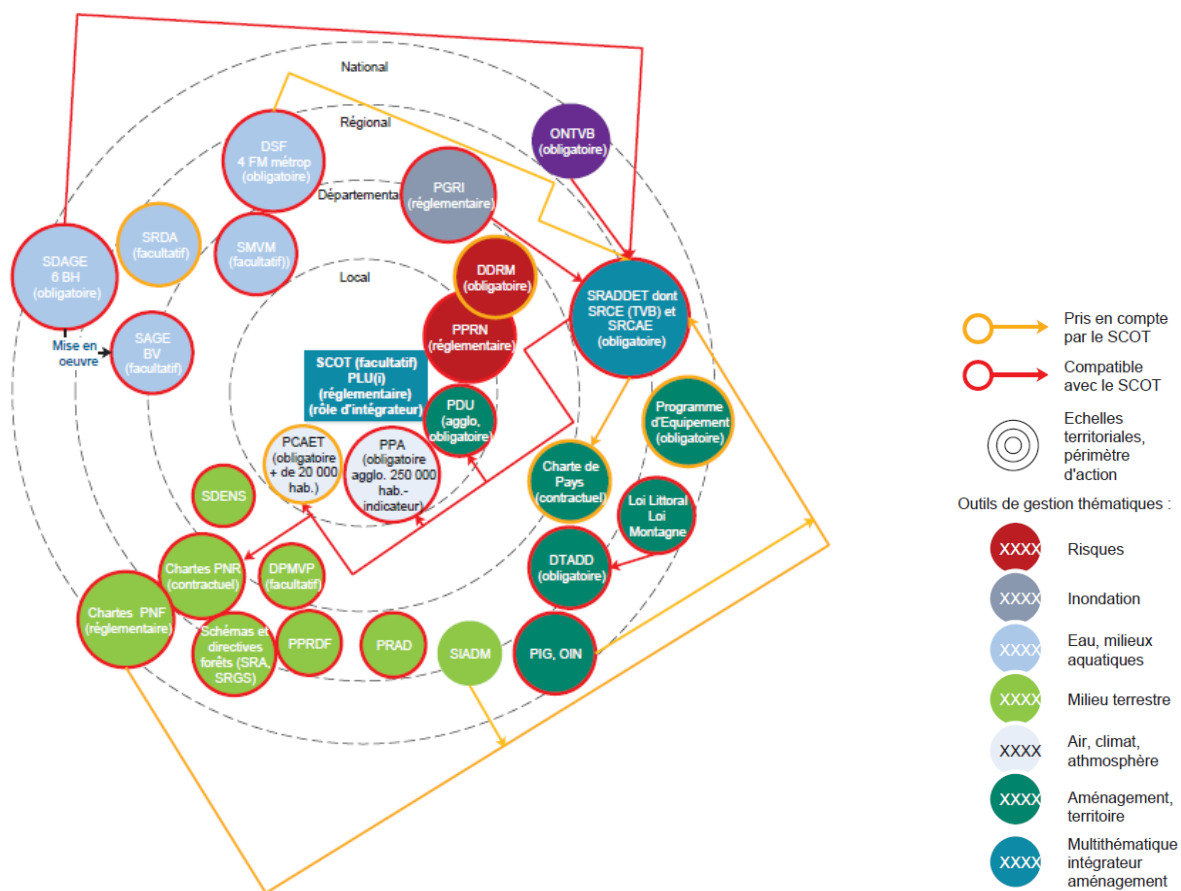 National
Régional
Départemental
Local
DSF
4 FM métrop
(obligatoire)
ONTVB
(obligatoire)
PGRI
(réglementaire)
SRDA
(facultatif)
SMVM
(facultatif))
SDAGE
6 BH
(obligatoire)
Mise en
oeuvre
SAGE
BV
(facultatif)
DDRM
(obligatoire)
PPRN
(réglementaire)
SRADDET dont
SRCE (TVB) et
SRCAE
(obligatoire)
SCOT (facultatif)
PLU(i)
(réglementaire)
(rôle d'intégrateur)
PDU
(agglo,
obligatoire)
Programme
d'Equipement
(obligatoire)
PCAET
(obligatoire
+ de 20 000
hab.)
PPA
(obligatoire
agglo. 250 000
hab.-
indicateur)
Charte de
Pays
(contractuel)
SDENS
Loi Littoral
Loi
Montagne
Chartes PNR
(contractuel)
DPMVP
(facultatif)
DTADD
(obligatoire)
Chartes PNF
(réglementaire)
Schémas et
directives
forêts (SRA,
SRGS)
PPRDF
PRAD
SIADM
PIG, OIN
Pris en compte
par le SCOT
Compatible
avec le SCOT
Echelles
territoriales,
périmètre
d'action
Outils de gestion thématiques :
XXXX Risques
XXXX Inondation
XXXX Eau, milieux
aquatiques
XXXX Milieu terrestre
XXXX Air, climat,
athmosphère
XXXX Aménagement,
territoire
XXXX Multithématique
intégrateur
aménagement